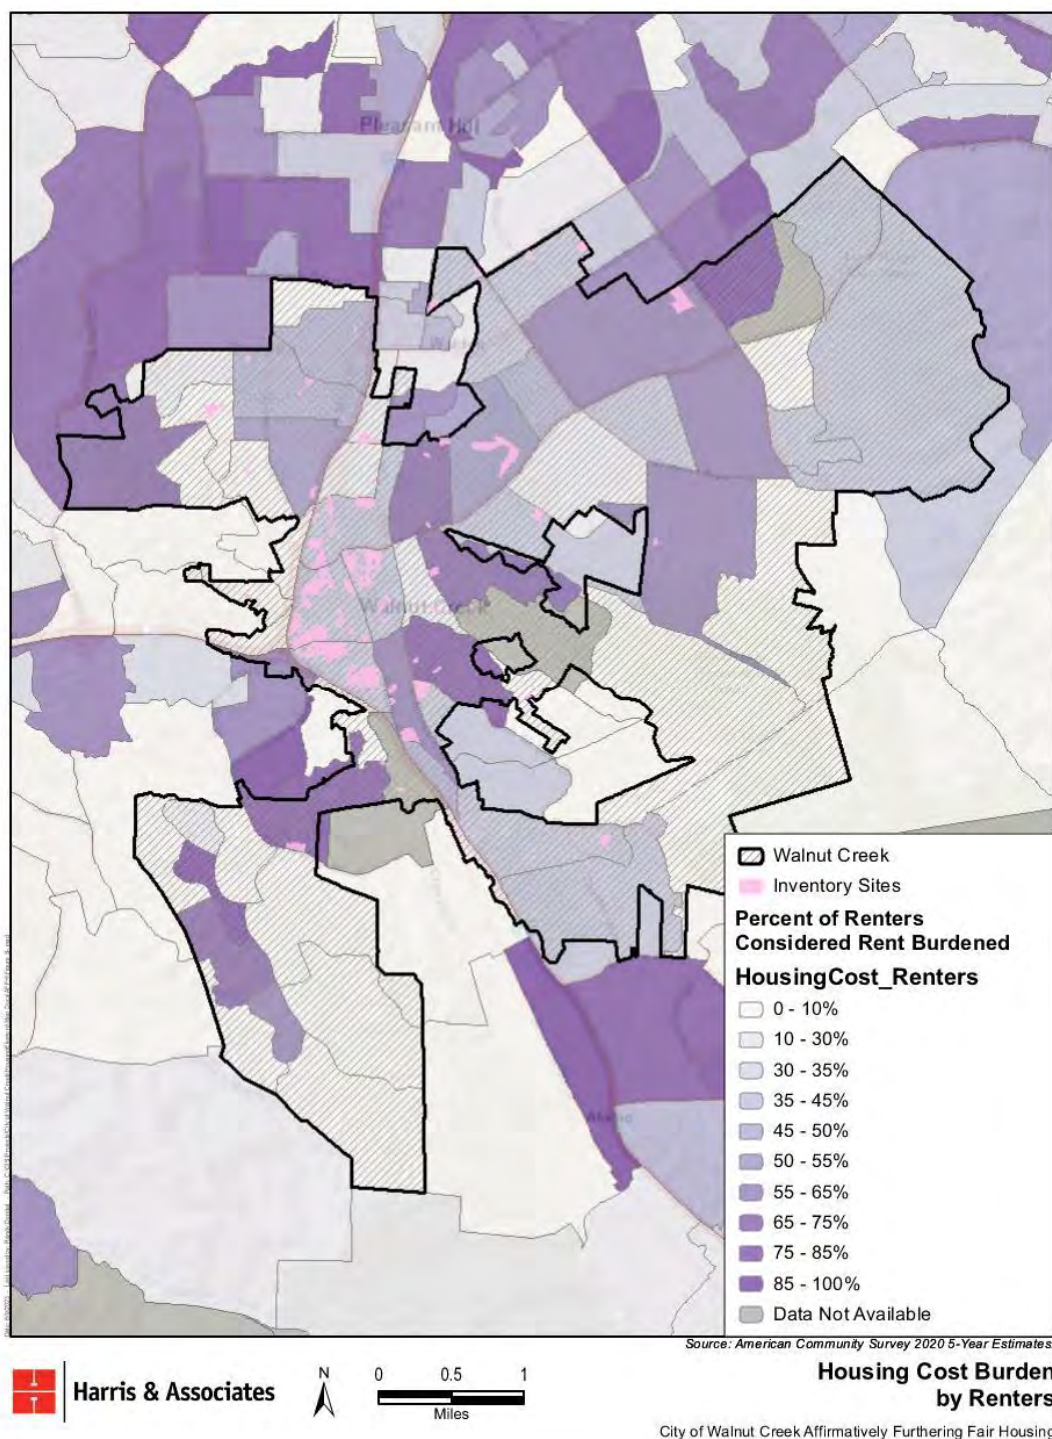 Pleasant Hill
Walnut Creek
Alamo
Walnut Creek
Inventory Sites
Percent of Renters
Considered Rent Burdened
HousingCost_Renters
0 - 10%
10 - 30%
30 - 35%
35 - 45%
45 - 50%
50 - 55%
55 - 65%
65 - 75%
75 - 85%
85 - 100%
Data Not Available
Source: American Community Survey 2020 5-Year Estimates
Harris & Associates
N
0 0.5 1
Miles
Housing Cost Burden
by Renters
City of Walnut Creek Affirmatively Furthering Fair Housing